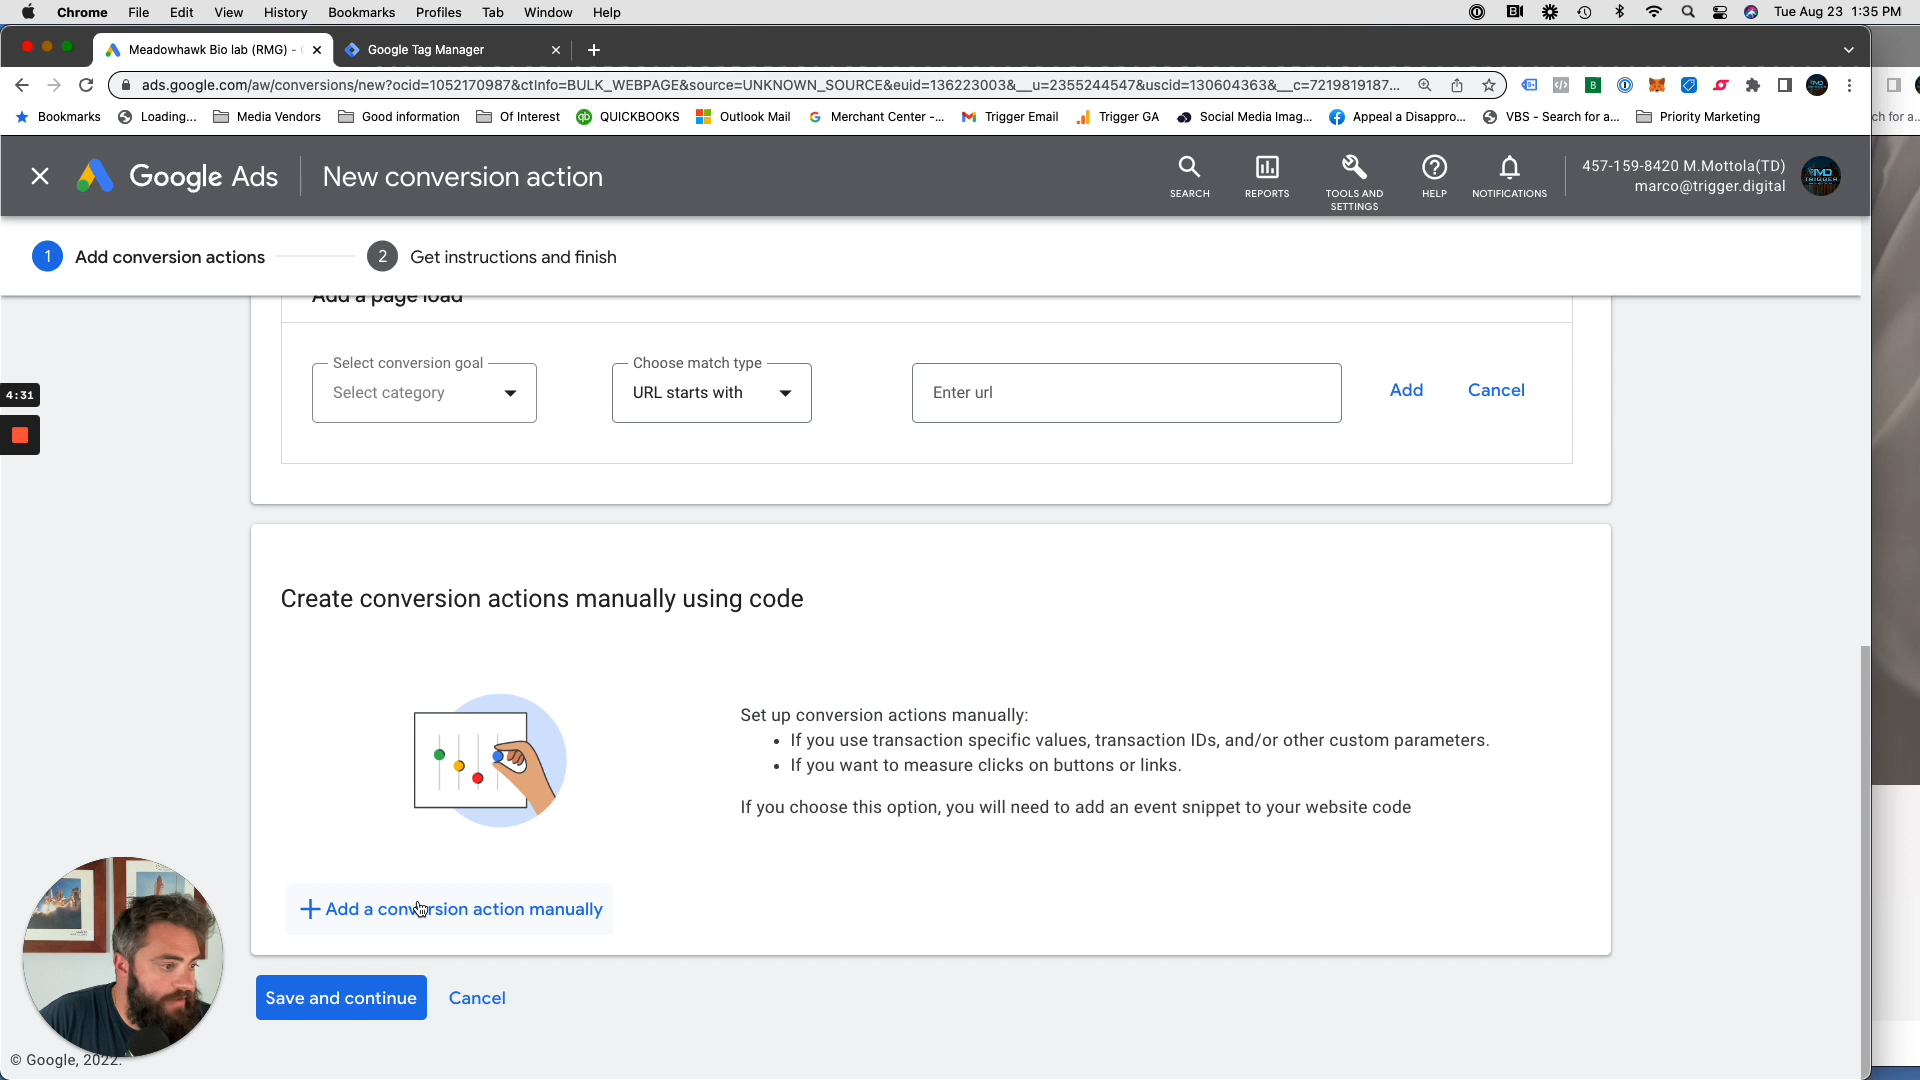 Chrome File Edit View History Bookmarks Profiles Tab Window Help Tue Aug 23 1:35 PM
Meadowhawk Bio lab (RMG) - Google Tag Manager
ads.google.com/aw/conversions/new?ocid=1052170987&ctInfo=BULK_WEBPAGE&source=UNKNOWN_SOURCE&euid=136223003&__u=2355244547&uscid=130604363&__c=7219819187...
Bookmarks Loading... Media Vendors Good information Of Interest QUICKBOOKS Outlook Mail Merchant Center -... Trigger Email Trigger GA Social Media Imag... Appeal a Disappro... VBS - Search for a... Priority Marketing
ch for a...
Google Ads New conversion action
SEARCH REPORTS TOOLS AND SETTINGS HELP NOTIFICATIONS
457-159-8420 M.Mottola(TD)
marco@trigger.digital
1 Add conversion actions 2 Get instructions and finish
Add a page load
Select conversion goal Choose match type
Select category URL starts with Enter url Add Cancel
4:31
Create conversion actions manually using code
Set up conversion actions manually:
• If you use transaction specific values, transaction IDs, and/or other custom parameters.
• If you want to measure clicks on buttons or links.
If you choose this option, you will need to add an event snippet to your website code
+ Add a conversion action manually
Save and continue Cancel
© Google, 2022.